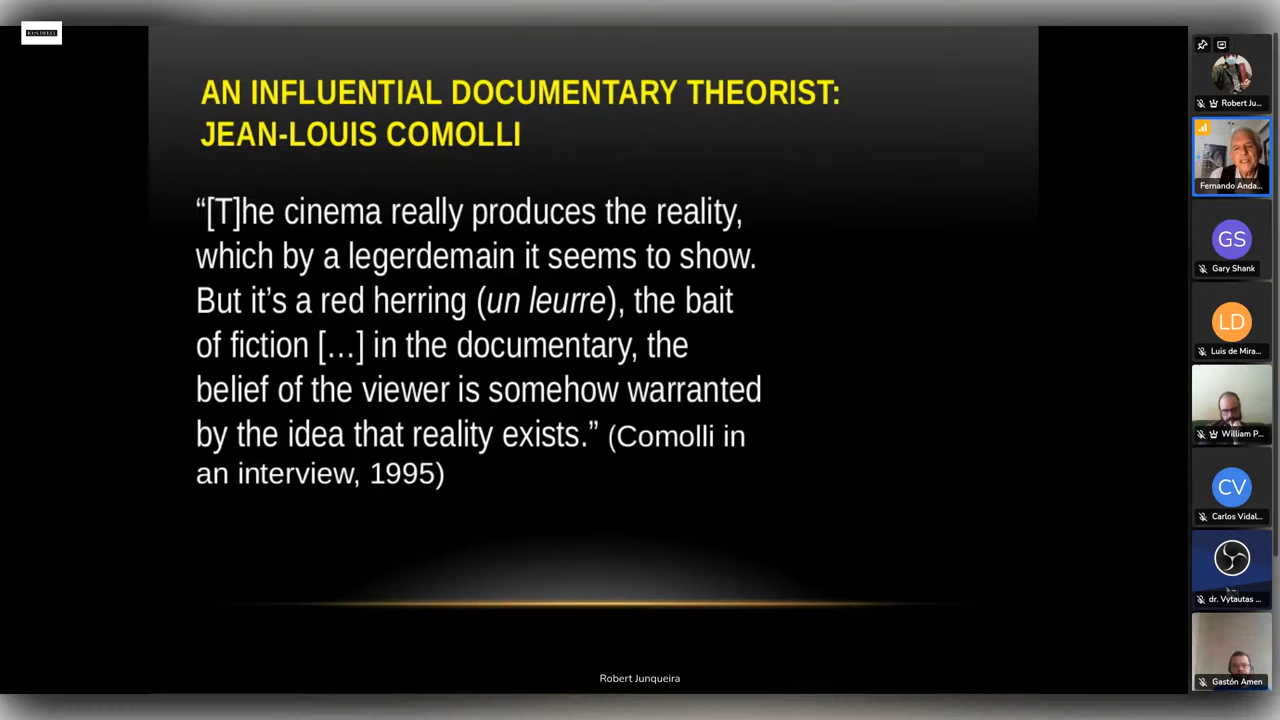 AN INFLUENTIAL DOCUMENTARY THEORIST:
JEAN-LOUIS COMOLLI
“[T]he cinema really produces the reality,
which by a legerdemain it seems to show.
But it’s a red herring (un leurre), the bait
of fiction […] in the documentary, the
belief of the viewer is somehow warranted
by the idea that reality exists.” (Comolli in
an interview, 1995)
Robert Junqueira
Robert Ju...
Fernando Anda...
GS
Gary Shank
LD
Luis de Mira...
William P...
CV
Carlos Vidal...
dr. Vytautas ...
Gastón Amen